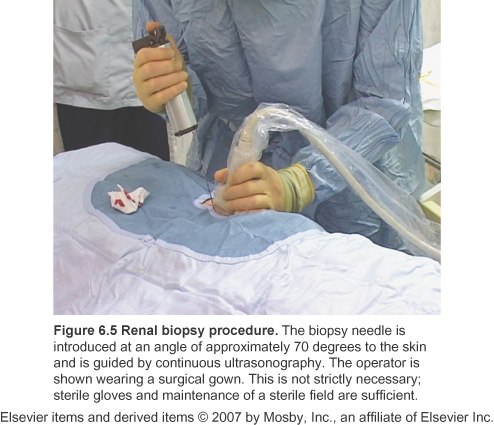 Figure 6.5 Renal biopsy procedure. The biopsy needle is
introduced at an angle of approximately 70 degrees to the skin
and is guided by continuous ultrasonography. The operator is
shown wearing a surgical gown. This is not strictly necessary;
sterile gloves and maintenance of a sterile field are sufficient.
Elsevier items and derived items © 2007 by Mosby, Inc., an affiliate of Elsevier Inc.